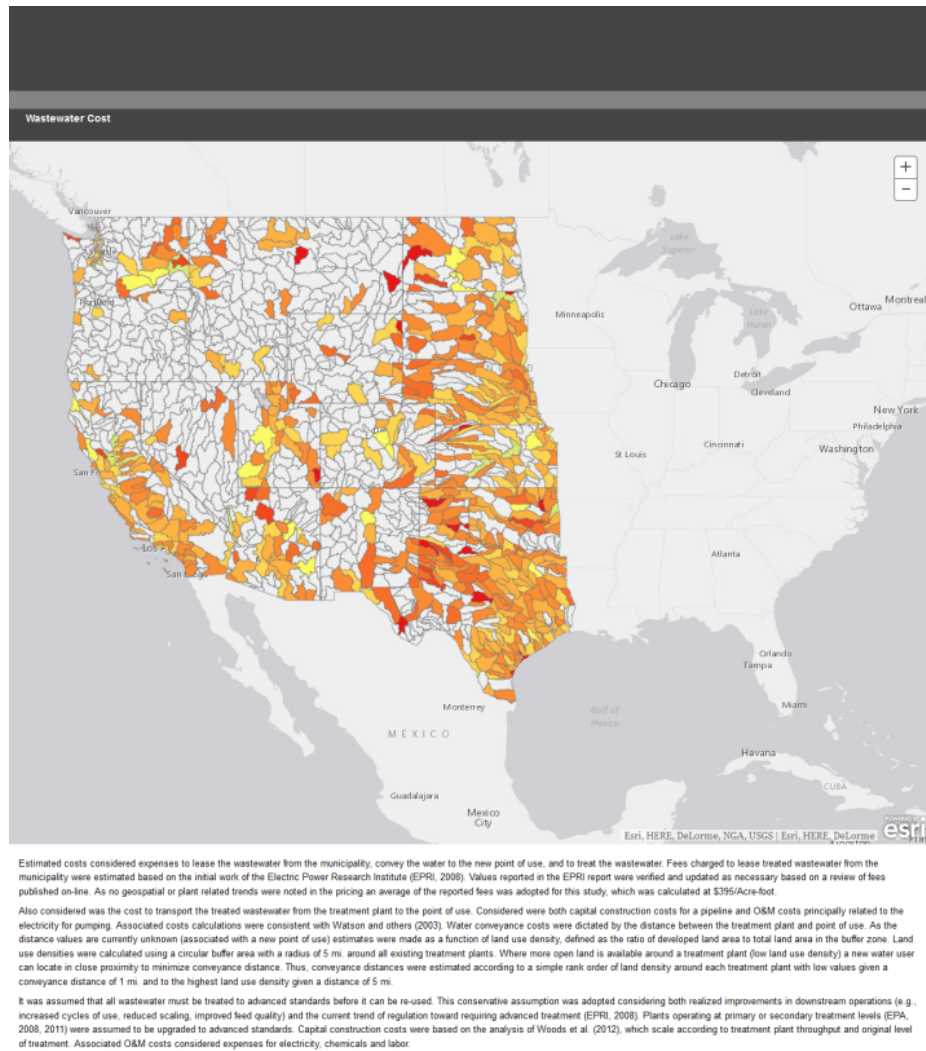 Wastewater Cost
+
−
Vancouver
Lake
Superior
Portland
Minneapolis
Lake
Huron
Ottawa
Montreal
Detroit
Chicago
Cleveland
New York
Philadelphia
St Louis
Cincinnati
Washington
San F
Los A
Atlanta
San Diego
Orlando
Tampa
Monterrey
Gulf of
Mexico
Miami
MÉXICO
Havana
CUBA
Guadalajara
Mexico
City
POWERED BY
esri
Esri, HERE, DeLorme, NGA, USGS | Esri, HERE, DeLorme
Kingston
Estimated costs considered expenses to lease the wastewater from the municipality, convey the water to the new point of use, and to treat the wastewater. Fees charged to lease treated wastewater from the
municipality were estimated based on the initial work of the Electric Power Research Institute (EPRI, 2008). Values reported in the EPRI report were verified and updated as necessary based on a review of fees
published on-line. As no geospatial or plant related trends were noted in the pricing an average of the reported fees was adopted for this study, which was calculated at $395/Acre-foot.
Also considered was the cost to transport the treated wastewater from the treatment plant to the point of use. Considered were both capital construction costs for a pipeline and O&M costs principally related to the
electricity for pumping. Associated costs calculations were consistent with Watson and others (2003). Water conveyance costs were dictated by the distance between the treatment plant and point of use. As the
distance values are currently unknown (associated with a new point of use) estimates were made as a function of land use density, defined as the ratio of developed land area to total land area in the buffer zone. Land
use densities were calculated using a circular buffer area with a radius of 5 mi. around all existing treatment plants. Where more open land is available around a treatment plant (low land use density) a new water user
can locate in close proximity to minimize conveyance distance. Thus, conveyance distances were estimated according to a simple rank order of land density around each treatment plant with low values given a
conveyance distance of 1 mi. and to the highest land use density given a distance of 5 mi.
It was assumed that all wastewater must be treated to advanced standards before it can be re-used. This conservative assumption was adopted considering both realized improvements in downstream operations (e.g.,
increased cycles of use, reduced scaling, improved feed quality) and the current trend of regulation toward requiring advanced treatment (EPRI, 2008). Plants operating at primary or secondary treatment levels (EPA,
2008, 2011) were assumed to be upgraded to advanced standards. Capital construction costs were based on the analysis of Woods et al. (2012), which scale according to treatment plant throughput and original level
of treatment. Associated O&M costs considered expenses for electricity, chemicals and labor.